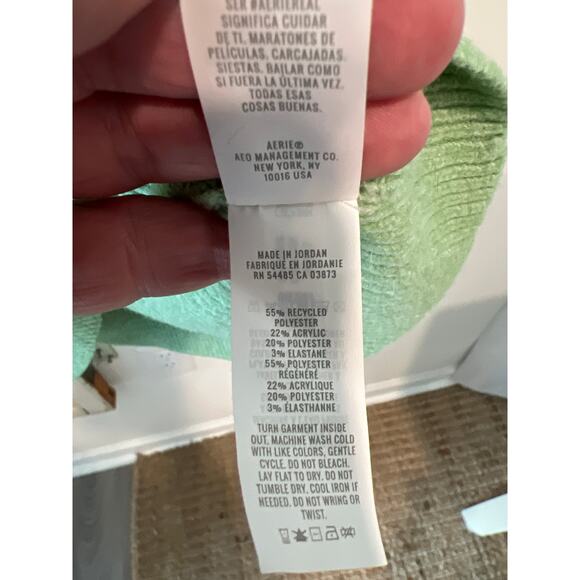 SER #AERIEREAL
SIGNIFICA CUIDAR
DE TI. MARATONES DE
PELÍCULAS, CARCAJADAS,
SIESTAS. BAILAR COMO
SI FUERA LA ÚLTIMA VEZ.
TODAS ESAS
COSAS BUENAS.
AERIE®
AEO MANAGEMENT CO.
NEW YORK, NY
10016 USA
MADE IN JORDAN
FABRIQUÉ EN JORDANIE
RN 54485 CA 03873
55% RECYCLED
POLYESTER
22% ACRYLIC
20% POLYESTER
3% ELASTANE
55% POLYESTER
RÉGÉNÉRÉ
22% ACRYLIQUE
20% POLYESTER
3% ÉLASTHANNE
TURN GARMENT INSIDE
OUT, MACHINE WASH COLD
WITH LIKE COLORS, GENTLE
CYCLE. DO NOT BLEACH.
LAY FLAT TO DRY. DO NOT
TUMBLE DRY. COOL IRON IF
NEEDED. DO NOT WRING OR
TWIST.